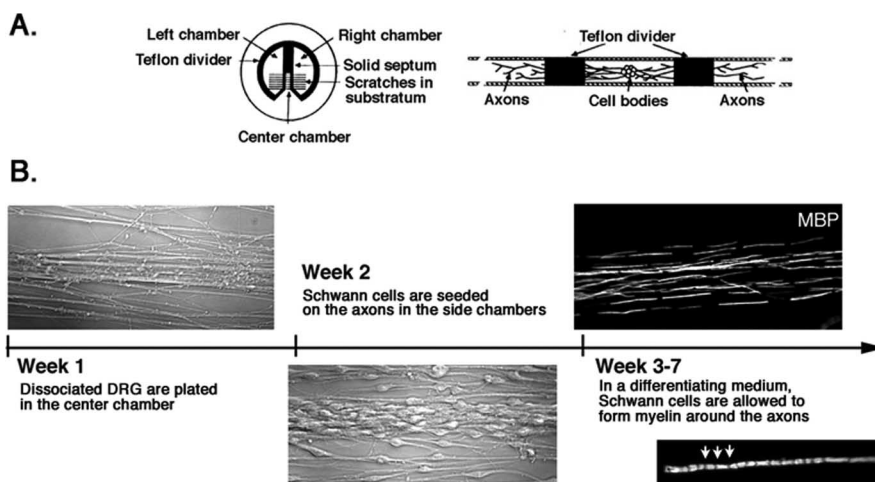 A.
Left chamber
Teflon divider
Right chamber
Solid septum
Scratches in
substratum
Center chamber
Teflon divider
Axons
Cell bodies
Axons
B.
MBP
Week 2
Schwann cells are seeded
on the axons in the side chambers
Week 1
Dissociated DRG are plated
in the center chamber
Week 3-7
In a differentiating medium,
Schwann cells are allowed to
form myelin around the axons